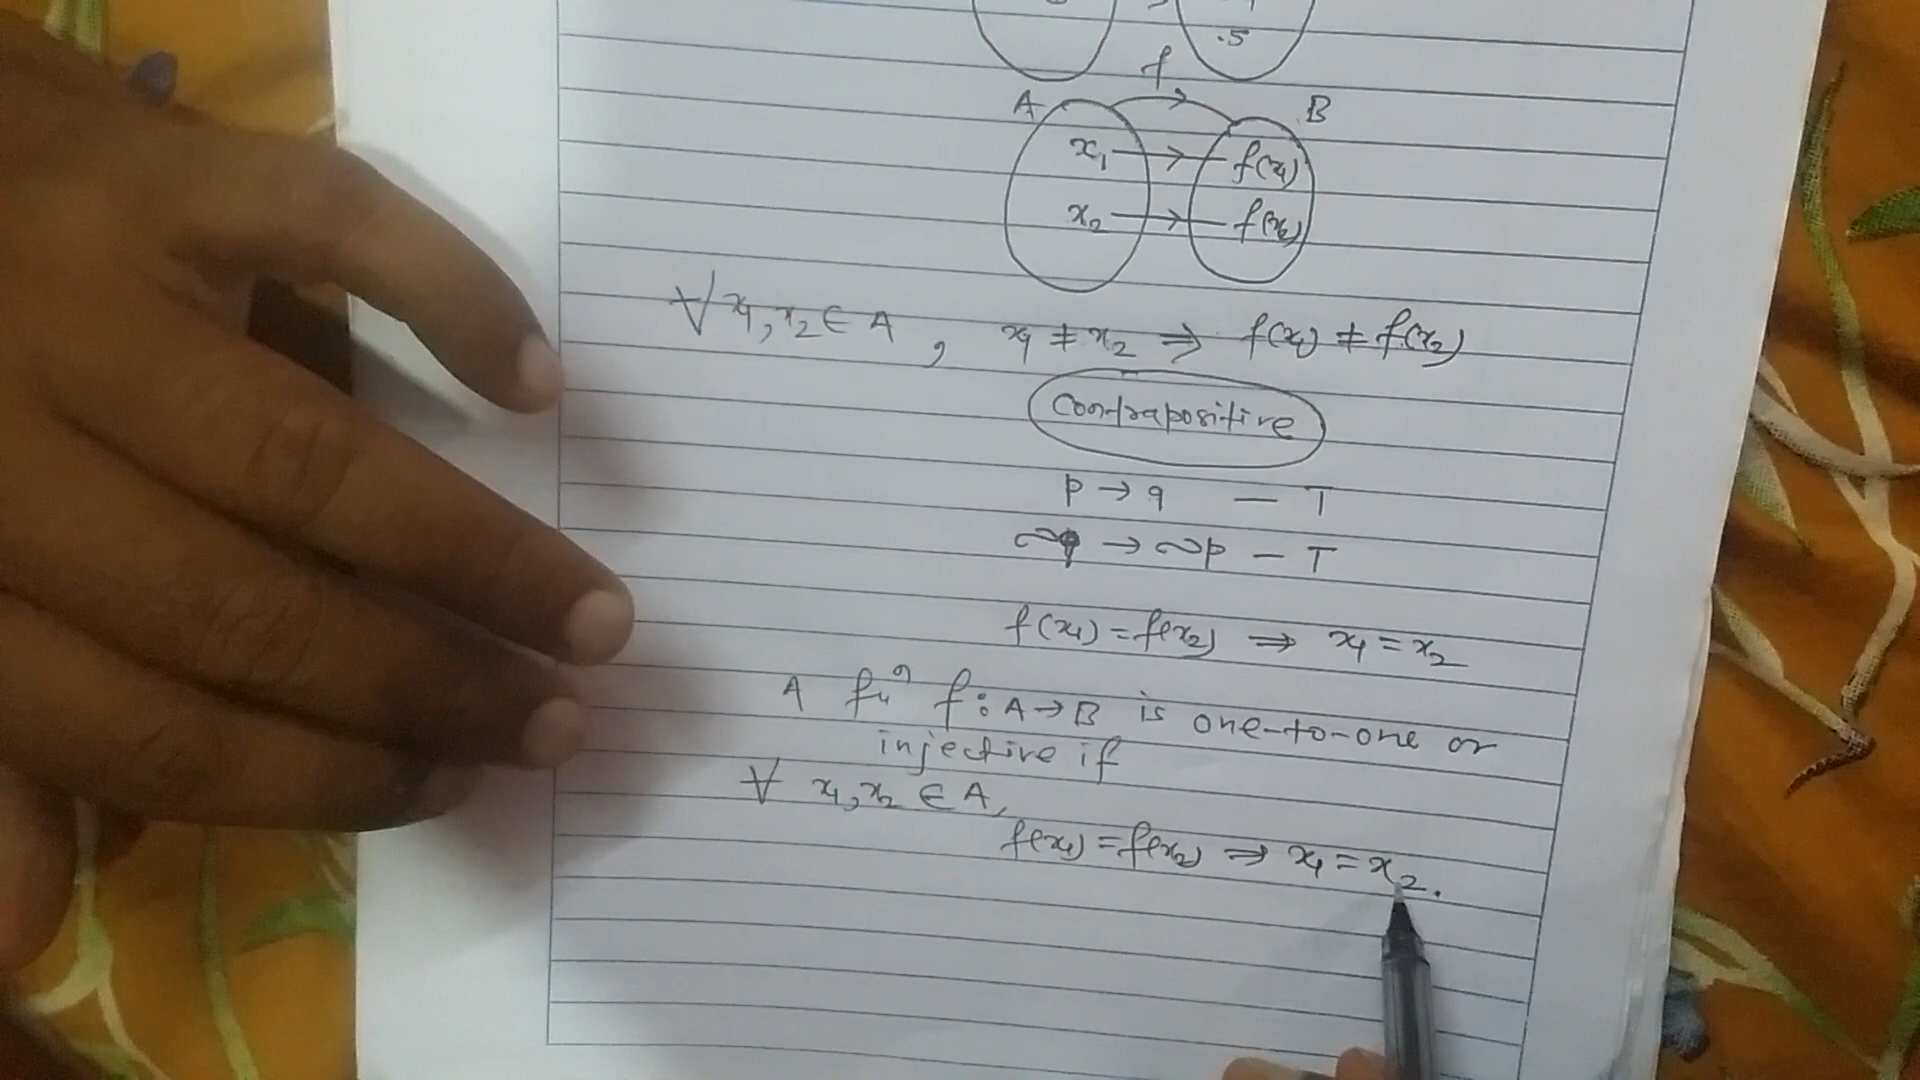 .5
f
A B
x₁ → f(x₁)
x₂ → f(x₂)
∀ x₁, x₂ ∈ A, x₁ ≠ x₂ ⇒ f(x₁) ≠ f(x₂)
Contrapositive
p → q — T
∼q → ∼p — T
f(x₁) = f(x₂) ⇒ x₁ = x₂
A fuⁿ f: A→B is one-to-one or
injective if
∀ x₁, x₂ ∈ A,
f(x₁) = f(x₂) ⇒ x₁ = x₂.